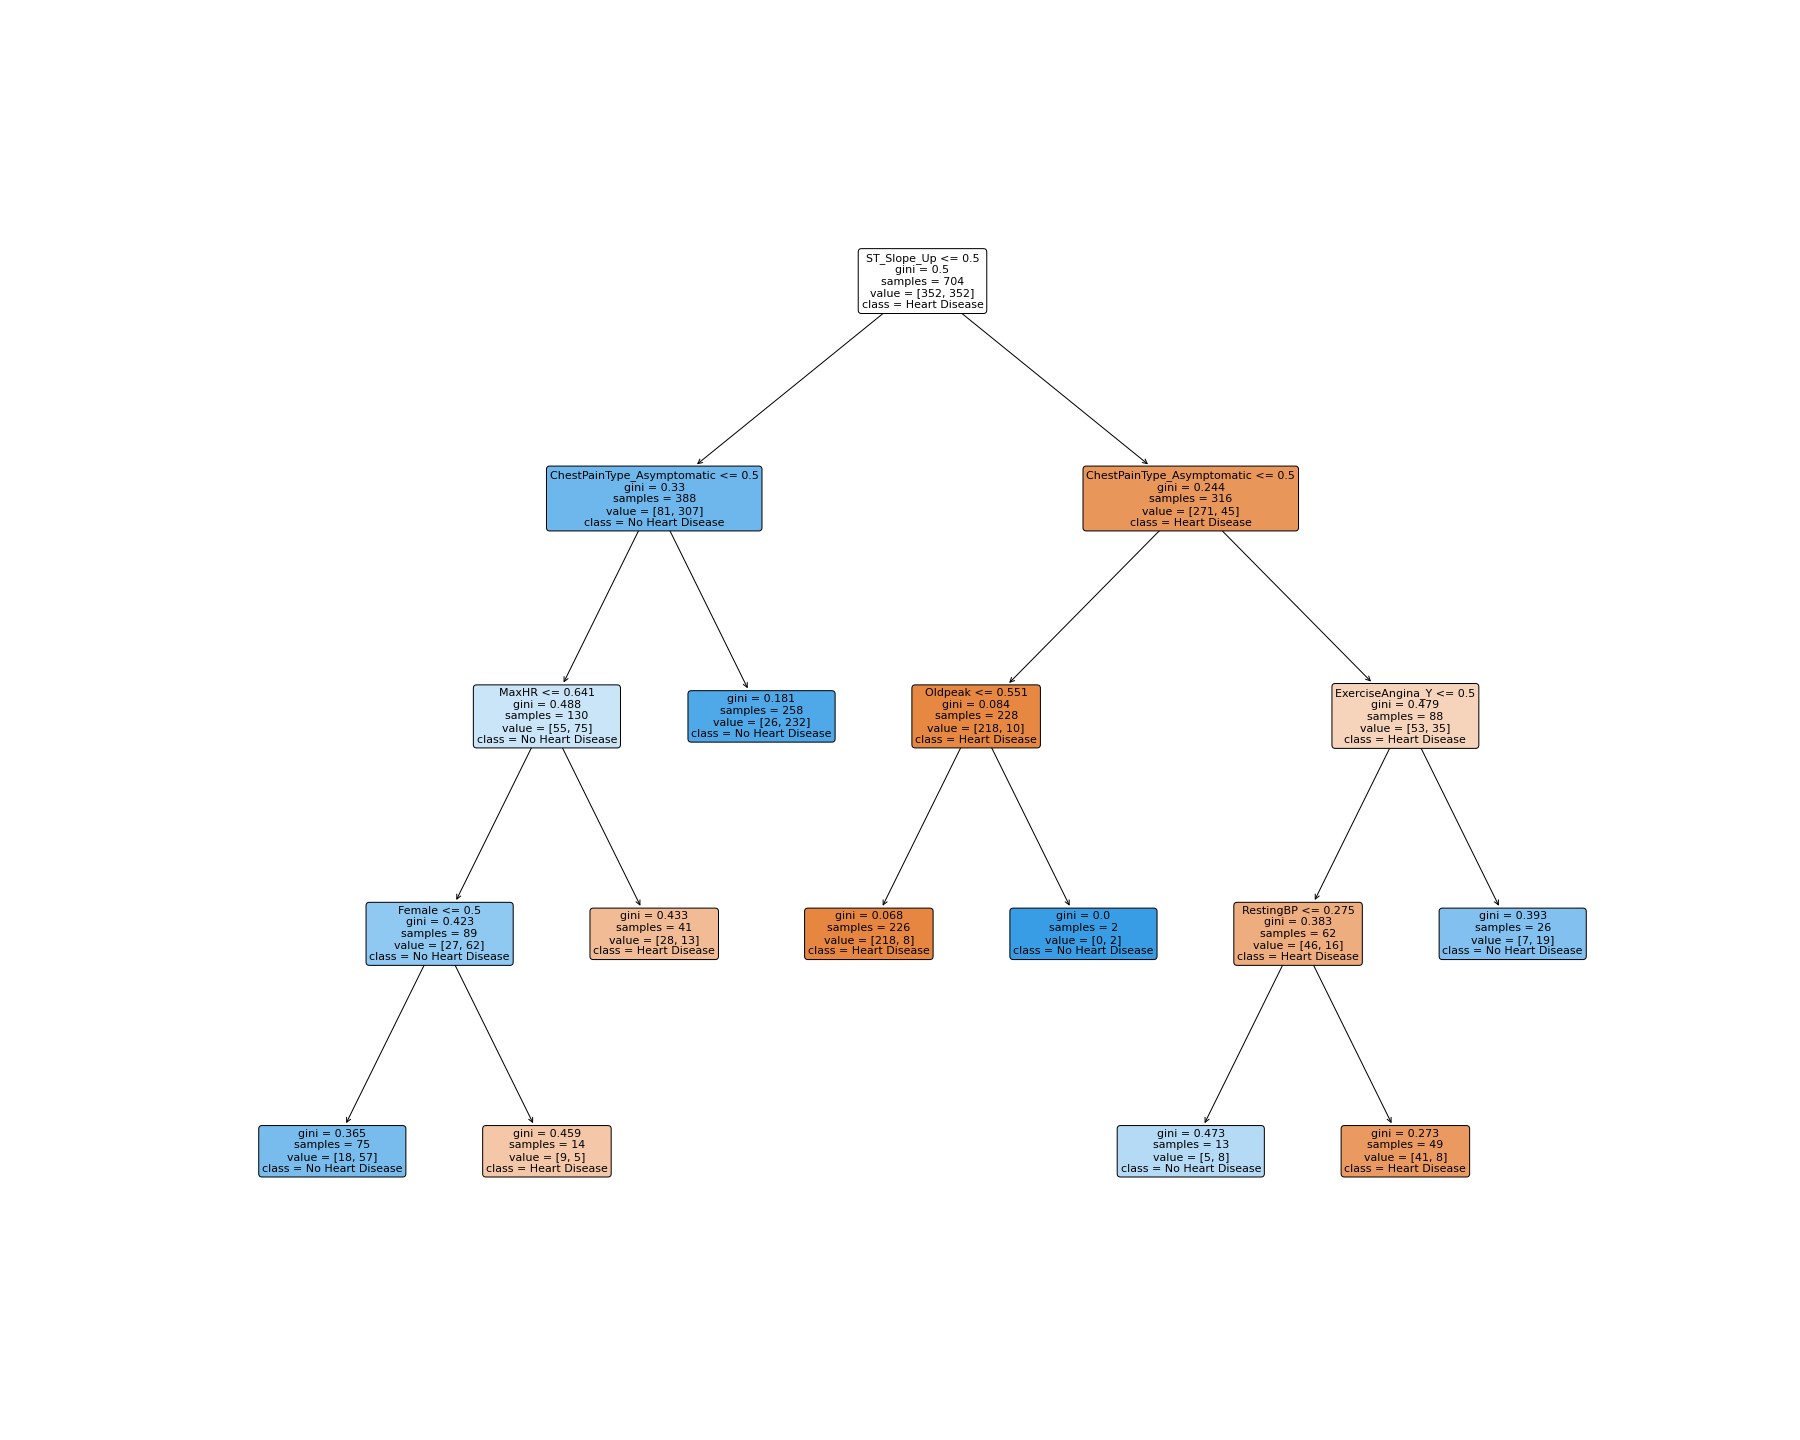 ST_Slope_Up <= 0.5
gini = 0.5
samples = 704
value = [352, 352]
class = Heart Disease
ChestPainType_Asymptomatic <= 0.5
gini = 0.33
samples = 388
value = [81, 307]
class = No Heart Disease
ChestPainType_Asymptomatic <= 0.5
gini = 0.244
samples = 316
value = [271, 45]
class = Heart Disease
MaxHR <= 0.641
gini = 0.488
samples = 130
value = [55, 75]
class = No Heart Disease
gini = 0.181
samples = 258
value = [26, 232]
class = No Heart Disease
Oldpeak <= 0.551
gini = 0.084
samples = 228
value = [218, 10]
class = Heart Disease
ExerciseAngina_Y <= 0.5
gini = 0.479
samples = 88
value = [53, 35]
class = Heart Disease
Female <= 0.5
gini = 0.423
samples = 89
value = [27, 62]
class = No Heart Disease
gini = 0.433
samples = 41
value = [28, 13]
class = Heart Disease
gini = 0.068
samples = 226
value = [218, 8]
class = Heart Disease
gini = 0.0
samples = 2
value = [0, 2]
class = No Heart Disease
RestingBP <= 0.275
gini = 0.383
samples = 62
value = [46, 16]
class = Heart Disease
gini = 0.393
samples = 26
value = [7, 19]
class = No Heart Disease
gini = 0.365
samples = 75
value = [18, 57]
class = No Heart Disease
gini = 0.459
samples = 14
value = [9, 5]
class = Heart Disease
gini = 0.473
samples = 13
value = [5, 8]
class = No Heart Disease
gini = 0.273
samples = 49
value = [41, 8]
class = Heart Disease